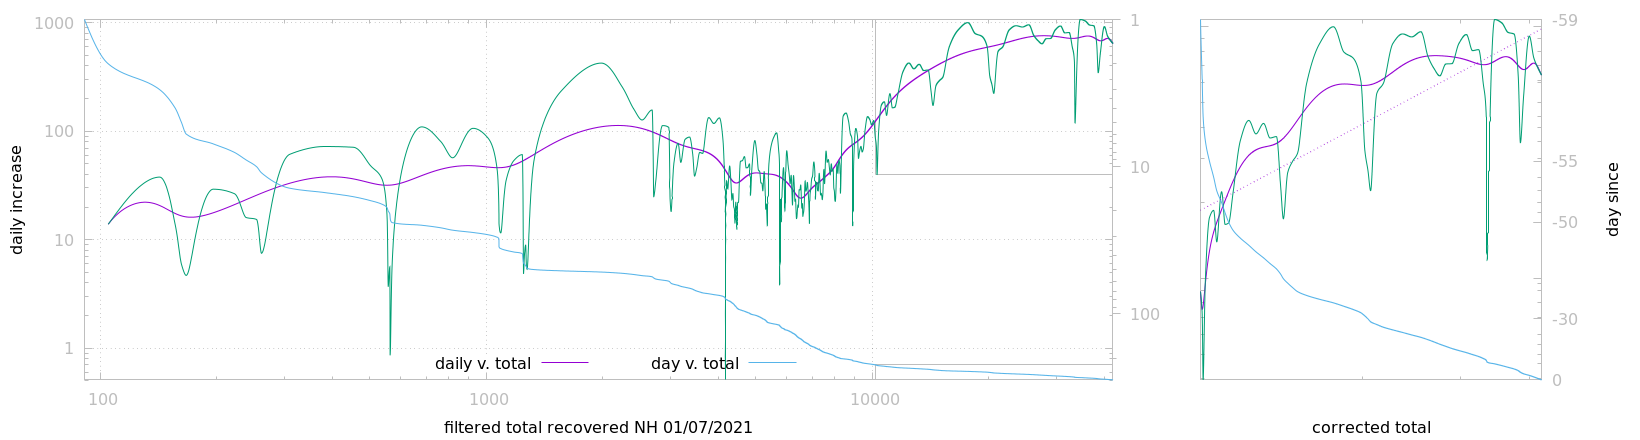 1000
100
10
1
daily increase
100
1000
10000
daily v. total
day v. total
filtered total recovered NH 01/07/2021
1
10
100
-59
-55
-50
-30
0
day since
corrected total